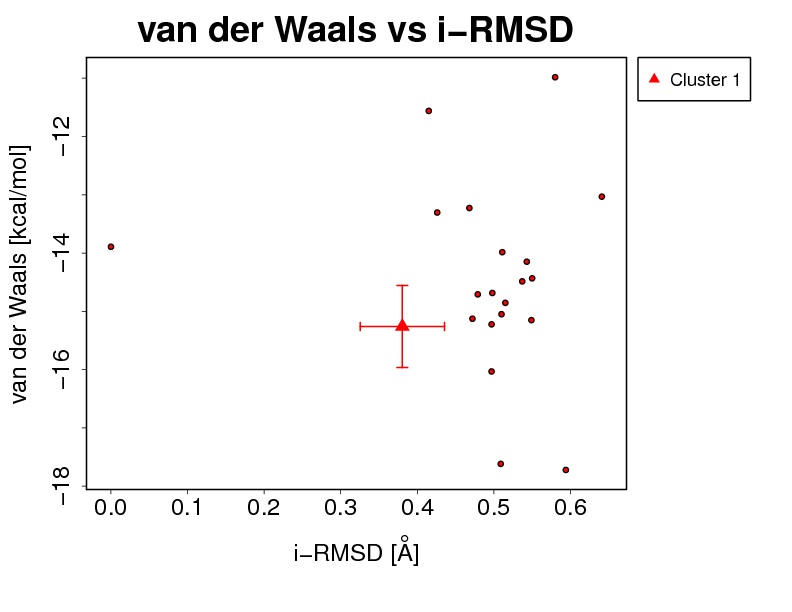 van der Waals vs i−RMSD
Cluster 1
van der Waals [kcal/mol]
−12
−14
−16
−18
0.0 0.1 0.2 0.3 0.4 0.5 0.6
i−RMSD [Å]